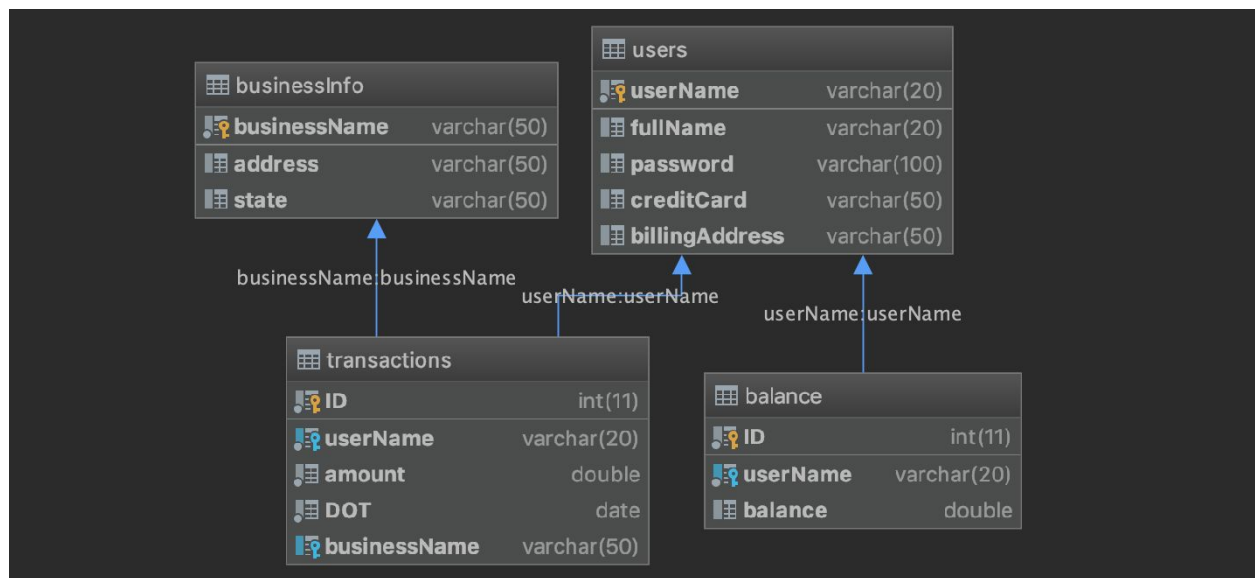 businessInfo
businessName varchar(50)
address varchar(50)
state varchar(50)
users
userName varchar(20)
fullName varchar(20)
password varchar(100)
creditCard varchar(50)
billingAddress varchar(50)
businessName:businessName
userName:userName
userName:userName
transactions
ID int(11)
userName varchar(20)
amount double
DOT date
businessName varchar(50)
balance
ID int(11)
userName varchar(20)
balance double